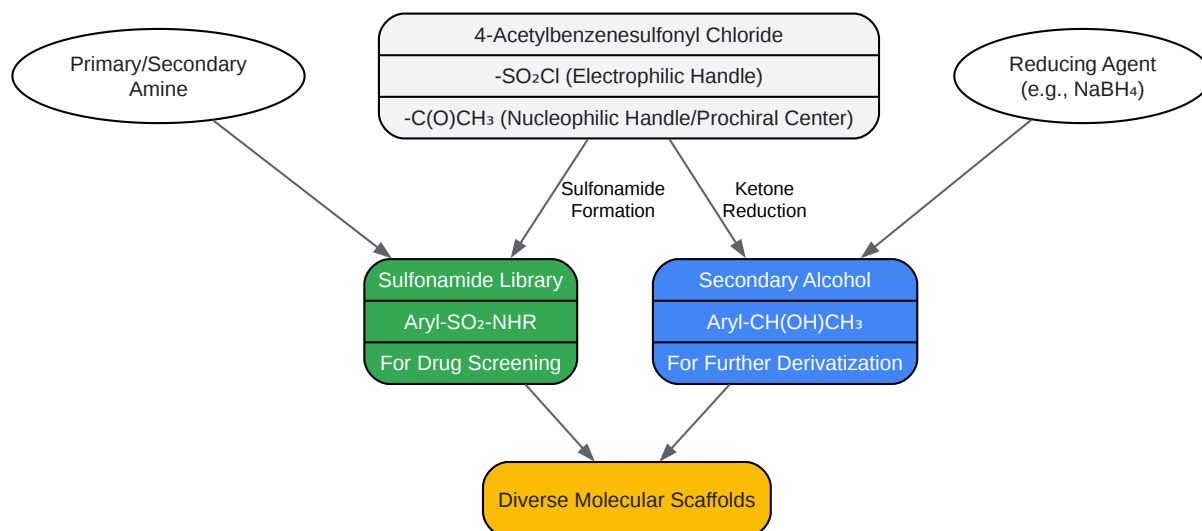 Primary/Secondary
Amine
4-Acetylbenzenesulfonyl Chloride
-SO₂Cl (Electrophilic Handle)
-C(O)CH₃ (Nucleophilic Handle/Prochiral Center)
Reducing Agent
(e.g., NaBH₄)
Sulfonamide
Formation
Ketone
Reduction
Sulfonamide Library
Aryl-SO₂-NHR
For Drug Screening
Secondary Alcohol
Aryl-CH(OH)CH₃
For Further Derivatization
Diverse Molecular Scaffolds